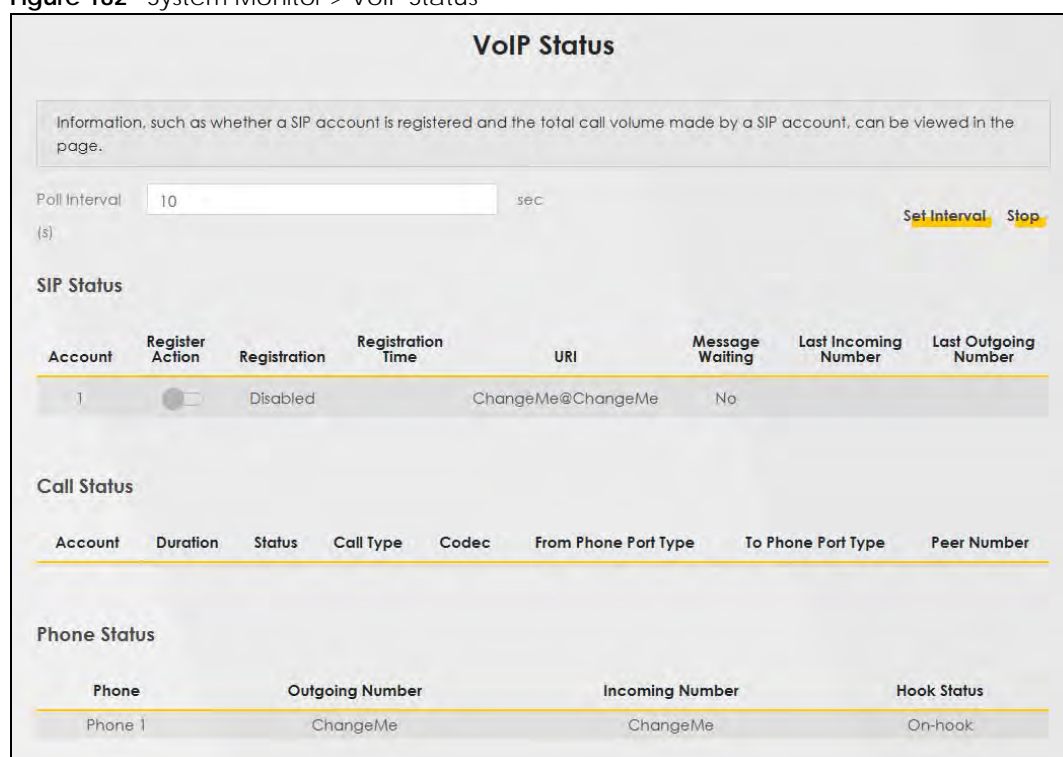 Figure 182 System Monitor > VoIP Status
VoIP Status
Information, such as whether a SIP account is registered and the total call volume made by a SIP account, can be viewed in the
page.
Poll Interval 10 sec
(s)
Set Interval Stop
SIP Status
Account Register Action Registration Registration Time URI Message Waiting Last Incoming Number Last Outgoing Number
1 Disabled ChangeMe@ChangeMe No
Call Status
Account Duration Status Call Type Codec From Phone Port Type To Phone Port Type Peer Number
Phone Status
Phone Outgoing Number Incoming Number Hook Status
Phone 1 ChangeMe ChangeMe On-hook